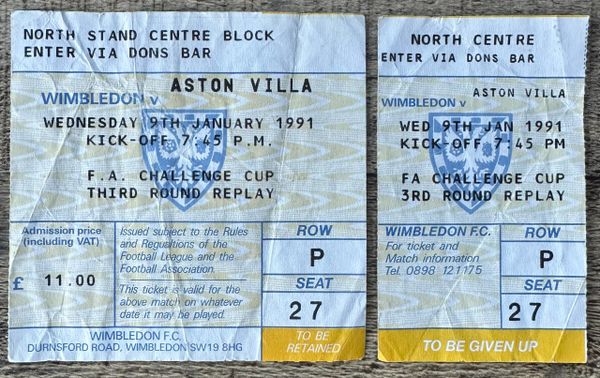 NORTH STAND CENTRE BLOCK
ENTER VIA DONS BAR
ASTON VILLA
WIMBLEDON v
WEDNESDAY 9TH JANUARY 1991
KICK-OFF 7:45 P.M.
F.A. CHALLENGE CUP
THIRD ROUND REPLAY
Admission price
(including VAT)
£ 11.00
Issued subject to the Rules
and Regulations of the
Football League and the
Football Association.
This ticket is valid for the
above match on whatever
date it may be played.
ROW
P
SEAT
27
WIMBLEDON F.C.
DURNSFORD ROAD, WIMBLEDON SW19 8HG
TO BE
RETAINED
NORTH CENTRE
ENTER VIA DONS BAR
ASTON VILLA
WIMBLEDON v
WED 9TH JAN 1991
KICK-OFF 7:45 PM
FA CHALLENGE CUP
3RD ROUND REPLAY
WIMBLEDON F.C.
For ticket and
Match information
Tel. 0898 121175
ROW
P
SEAT
27
TO BE GIVEN UP